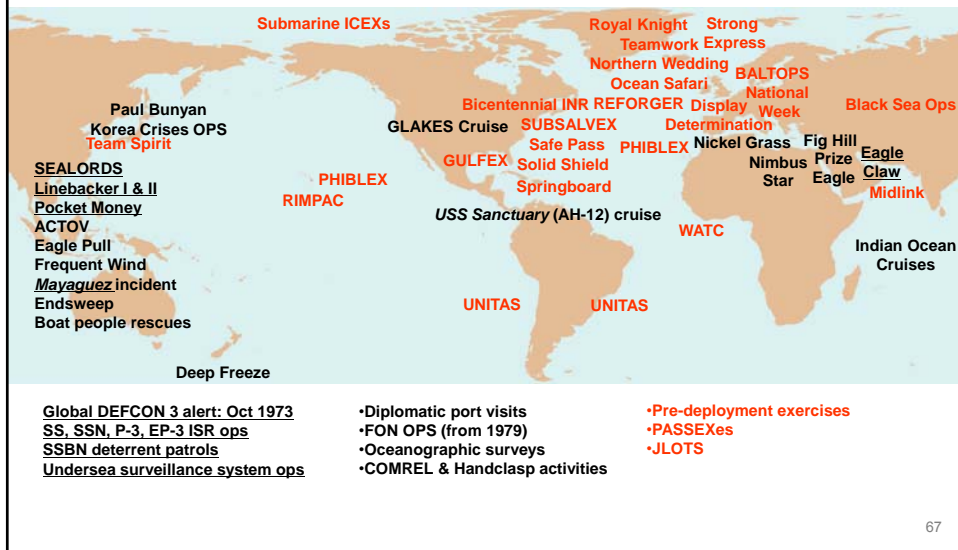 Submarine ICEXs
Royal Knight
Strong
Teamwork Express
Northern Wedding
Ocean Safari
BALTOPS
National
Week
Bicentennial INR REFORGER
Display
Determination
Black Sea Ops
Paul Bunyan
Korea Crises OPS
Team Spirit
GLAKES Cruise
SUBSALVEX
Safe Pass
Solid Shield
Springboard
GULFEX
PHIBLEX
Nickel Grass
Nimbus
Star
Fig Hill
Prize
Eagle
Eagle
Claw
Midlink
SEALORDS
Linebacker I & II
Pocket Money
ACTOV
Eagle Pull
Frequent Wind
Mayaguez incident
Endsweep
Boat people rescues
PHIBLEX
RIMPAC
USS Sanctuary (AH-12) cruise
WATC
Indian Ocean
Cruises
UNITAS
UNITAS
Deep Freeze
Global DEFCON 3 alert: Oct 1973
SS, SSN, P-3, EP-3 ISR ops
SSBN deterrent patrols
Undersea surveillance system ops
•Diplomatic port visits
•FON OPS (from 1979)
•Oceanographic surveys
•COMREL & Handclasp activities
•Pre-deployment exercises
•PASSEXes
•JLOTS
67